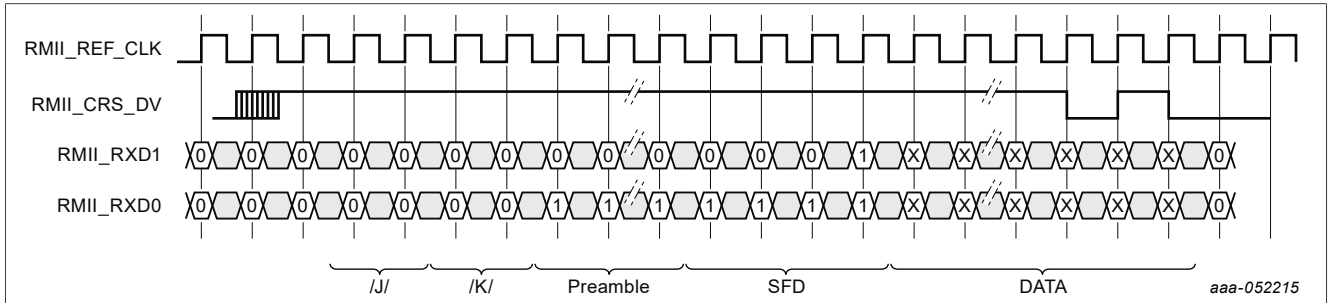 RMII_REF_CLK
RMII_CRS_DV
RMII_RXD1 0 0 0 0 0 0 0 0 0 0 0 0 0 1 X X X X X X 0
RMII_RXD0 0 0 0 0 0 0 0 1 1 1 1 1 1 1 X X X X X X 0
/J/ /K/ Preamble SFD DATA aaa-052215